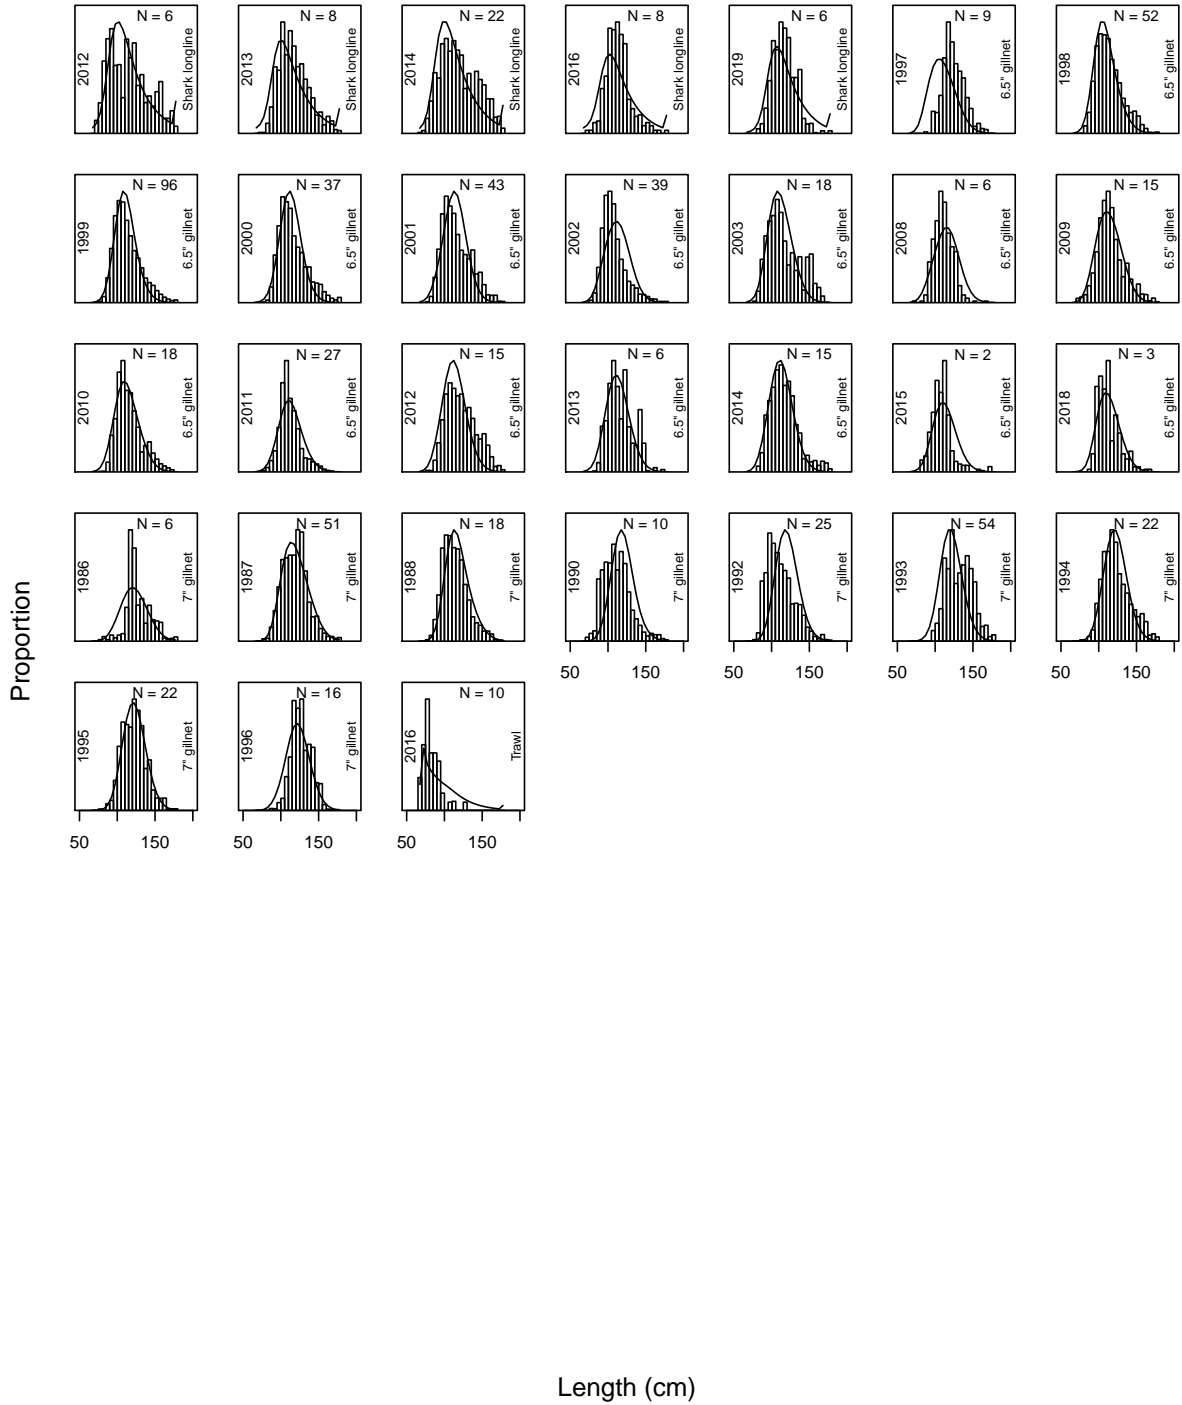 N = 6
2012
Shark longline
N = 8
2013
Shark longline
N = 22
2014
Shark longline
N = 8
2016
Shark longline
N = 6
2019
Shark longline
N = 9
1997
6.5" gillnet
N = 52
1998
6.5" gillnet
N = 96
1999
6.5" gillnet
N = 37
2000
6.5" gillnet
N = 43
2001
6.5" gillnet
N = 39
2002
6.5" gillnet
N = 18
2003
6.5" gillnet
N = 6
2008
6.5" gillnet
N = 15
2009
6.5" gillnet
N = 18
2010
6.5" gillnet
N = 27
2011
6.5" gillnet
N = 15
2012
6.5" gillnet
N = 6
2013
6.5" gillnet
N = 15
2014
6.5" gillnet
N = 2
2015
6.5" gillnet
N = 3
2018
6.5" gillnet
N = 6
1986
7" gillnet
N = 51
1987
7" gillnet
N = 18
1988
7" gillnet
N = 10
1990
7" gillnet
N = 25
1992
7" gillnet
N = 54
1993
7" gillnet
N = 22
1994
7" gillnet
50 150 50 150 50 150 50 150
N = 22
1995
7" gillnet
N = 16
1996
7" gillnet
N = 10
2016
Trawl
50 150 50 150 50 150
Proportion
Length (cm)